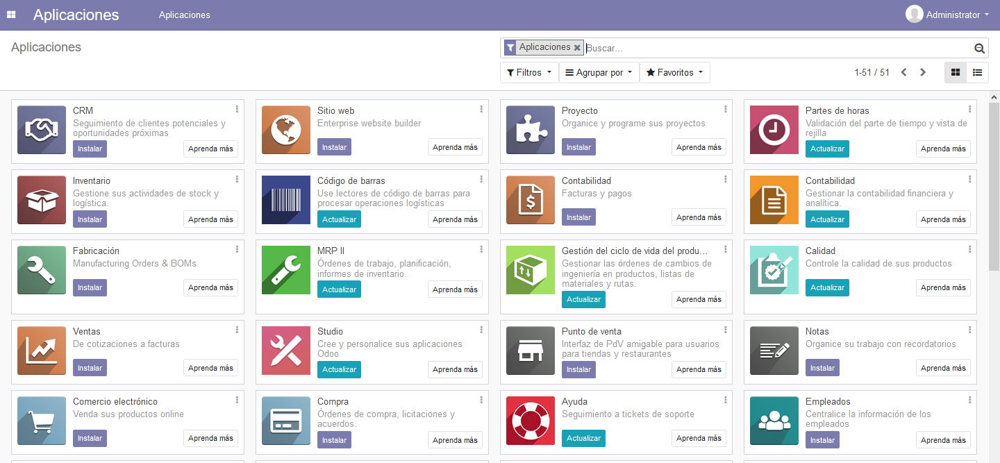 Aplicaciones
Aplicaciones
Administrator
Aplicaciones
Aplicaciones
Buscar...
Filtros
Agrupar por
Favoritos
1-51 / 51
CRM
Seguimiento de clientes potenciales y
oportunidades próximas
Instalar
Aprenda más
Sitio web
Enterprise website builder
Instalar
Aprenda más
Proyecto
Organice y programe sus proyectos
Instalar
Aprenda más
Partes de horas
Validación del parte de tiempo y vista de
rejilla
Actualizar
Aprenda más
Inventario
Gestione sus actividades de stock y
logística.
Instalar
Aprenda más
Código de barras
Use lectores de código de barras para
procesar operaciones logísticas
Actualizar
Aprenda más
Contabilidad
Facturas y pagos
Instalar
Aprenda más
Contabilidad
Gestionar la contabilidad financiera y
analítica.
Actualizar
Aprenda más
Fabricación
Manufacturing Orders & BOMs
Instalar
Aprenda más
MRP II
Órdenes de trabajo, planificación,
informes de inventario.
Actualizar
Aprenda más
Gestión del ciclo de vida del produ...
Gestionar las órdenes de cambios de
ingeniería en productos, listas de
materiales y rutas.
Actualizar
Aprenda más
Calidad
Controle la calidad de sus productos
Actualizar
Aprenda más
Ventas
De cotizaciones a facturas
Instalar
Aprenda más
Studio
Cree y personalice sus aplicaciones
Odoo
Actualizar
Aprenda más
Punto de venta
Interfaz de PdV amigable para usuarios
para tiendas y restaurantes
Instalar
Aprenda más
Notas
Organice su trabajo con recordatorios
Instalar
Aprenda más
Comercio electrónico
Venda sus productos online
Instalar
Aprenda más
Compra
Órdenes de compra, licitaciones y
acuerdos.
Instalar
Aprenda más
Ayuda
Seguimiento a tickets de soporte
Actualizar
Aprenda más
Empleados
Centralice la información de los
empleados
Instalar
Aprenda más